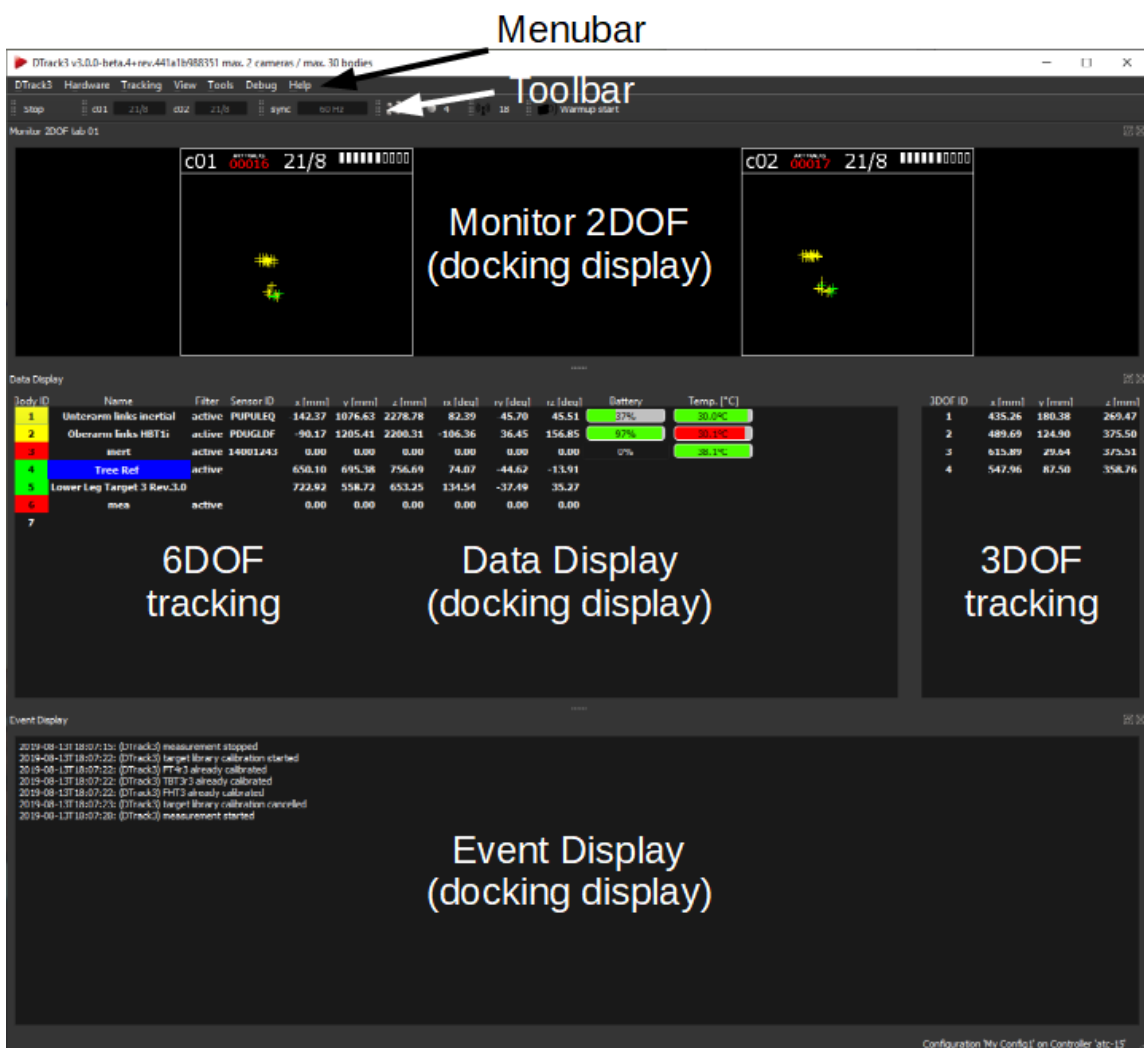 Menubar
DTrack3 v3.0.0-beta.4+rev.441a1b988351 max. 2 cameras / max. 30 bodies
DTrack3 Hardware Tracking View Tools Debug Help
Toolbar
Stop c01 21/8 c02 21/8 sync 60 Hz 4 18 Warmup start
Monitor 2DOF lab 01
c01 00016 21/8
c02 00017 21/8
Monitor 2DOF
(docking display)
Data Display
Body ID Name Filter Sensor ID x [mm] y [mm] z [mm] rx [deg] ry [deg] rz [deg] Battery Temp. [°C]
1 Unterarm links inertial active PUPULEQ -142.37 1076.63 2278.78 82.39 -45.70 45.51 37% 30.0°C
2 Oberarm links HBT1i active PDUGLDF -90.17 1205.41 2200.31 -106.36 36.45 156.85 97% 30.1°C
3 inert active 14001243 0.00 0.00 0.00 0.00 0.00 0.00 0% 38.1°C
4 Tree Ref active 650.10 695.38 756.69 74.07 -44.62 -13.91
5 Lower Leg Target 3 Rev.3.0 722.92 558.72 653.25 134.54 -37.49 35.27
6 mea active 0.00 0.00 0.00 0.00 0.00 0.00
7
3DOF ID x [mm] y [mm] z [mm]
1 435.26 180.38 269.47
2 489.69 124.90 375.50
3 615.89 29.64 375.51
4 547.96 87.50 358.76
6DOF
tracking
Data Display
(docking display)
3DOF
tracking
Event Display
2019-08-13T18:07:15: (DTrack3) measurement stopped
2019-08-13T18:07:22: (DTrack3) target library calibration started
2019-08-13T18:07:22: (DTrack3) FT4r3 already calibrated
2019-08-13T18:07:22: (DTrack3) TBT3r3 already calibrated
2019-08-13T18:07:22: (DTrack3) FHT3 already calibrated
2019-08-13T18:07:23: (DTrack3) target library calibration cancelled
2019-08-13T18:07:28: (DTrack3) measurement started
Event Display
(docking display)
Configuration 'My Config1' on Controller 'atc-15'